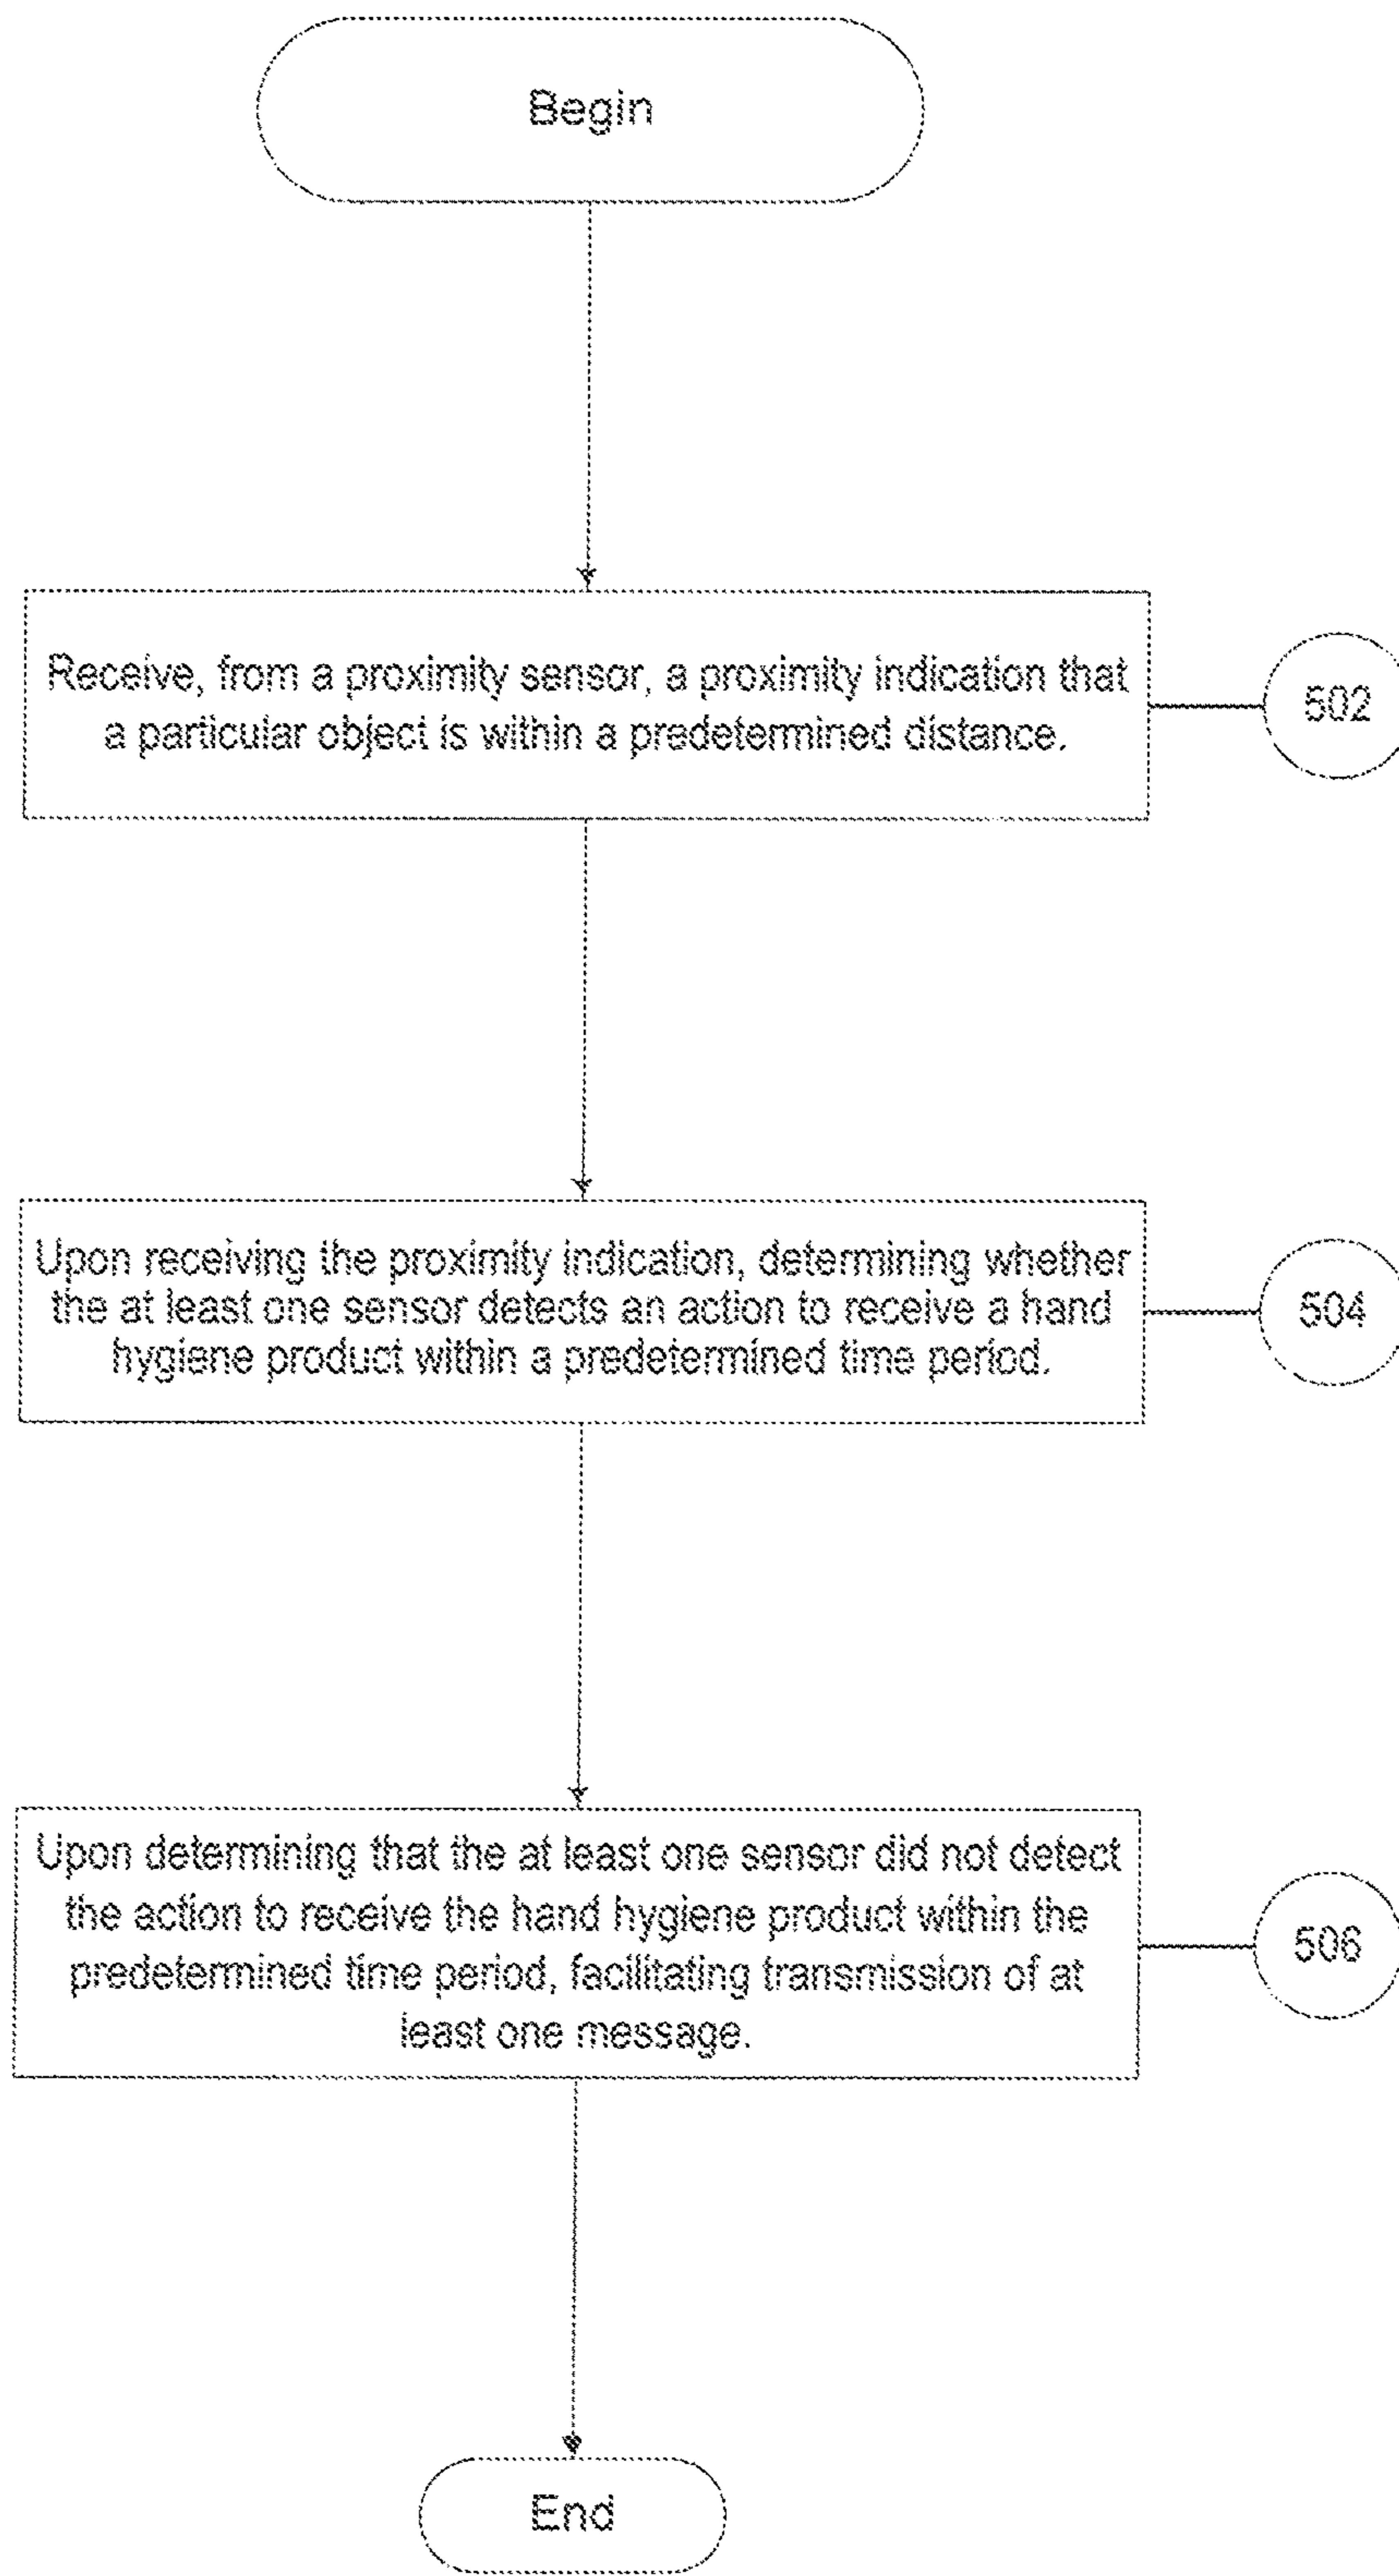 Begin
Receive, from a proximity sensor, a proximity indication that
a particular object is within a predetermined distance.
502
Upon receiving the proximity indication, determining whether
the at least one sensor detects an action to receive a hand
hygiene product within a predetermined time period.
504
Upon determining that the at least one sensor did not detect
the action to receive the hand hygiene product within the
predetermined time period, facilitating transmission of at
least one message.
506
End